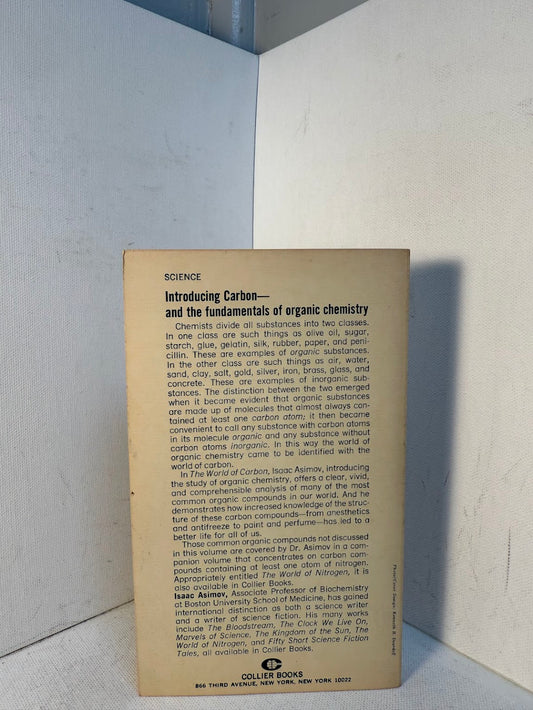 SCIENCE
Introducing Carbon—
and the fundamentals of organic chemistry
Chemists divide all substances into two classes.
In one class are such things as olive oil, sugar,
starch, glue, gelatin, silk, rubber, paper, and peni-
cillin. These are examples of organic substances.
In the other class are such things as air, water,
sand, clay, salt, gold, silver, iron, brass, glass, and
concrete. These are examples of inorganic sub-
stances. The distinction between the two emerged
when it became evident that organic substances
are made up of molecules that almost always con-
tained at least one carbon atom; it then became
convenient to call any substance with carbon atoms
in its molecule organic and any substance without
carbon atoms inorganic. In this way the world of
organic chemistry came to be identified with the
world of carbon.
In The World of Carbon, Isaac Asimov, introducing
the study of organic chemistry, offers a clear, vivid,
and comprehensible analysis of many of the most
common organic compounds in our world. And he
demonstrates how increased knowledge of the struc-
ture of these carbon compounds—from anesthetics
and antifreeze to paint and perfume—has led to a
better life for all of us.
Those common organic compounds not discussed
in this volume are covered by Dr. Asimov in a com-
panion volume that concentrates on carbon com-
pounds containing at least one atom of nitrogen.
Appropriately entitled The World of Nitrogen, it is
also available in Collier Books.
Isaac Asimov, Associate Professor of Biochemistry
at Boston University School of Medicine, has gained
international distinction as both a science writer
and a writer of science fiction. His many works
include The Bloodstream, The Clock We Live On,
Marvels of Science, The Kingdom of the Sun, The
World of Nitrogen, and Fifty Short Science Fiction
Tales, all available in Collier Books.
COLLIER BOOKS
866 THIRD AVENUE, NEW YORK, NEW YORK 10022